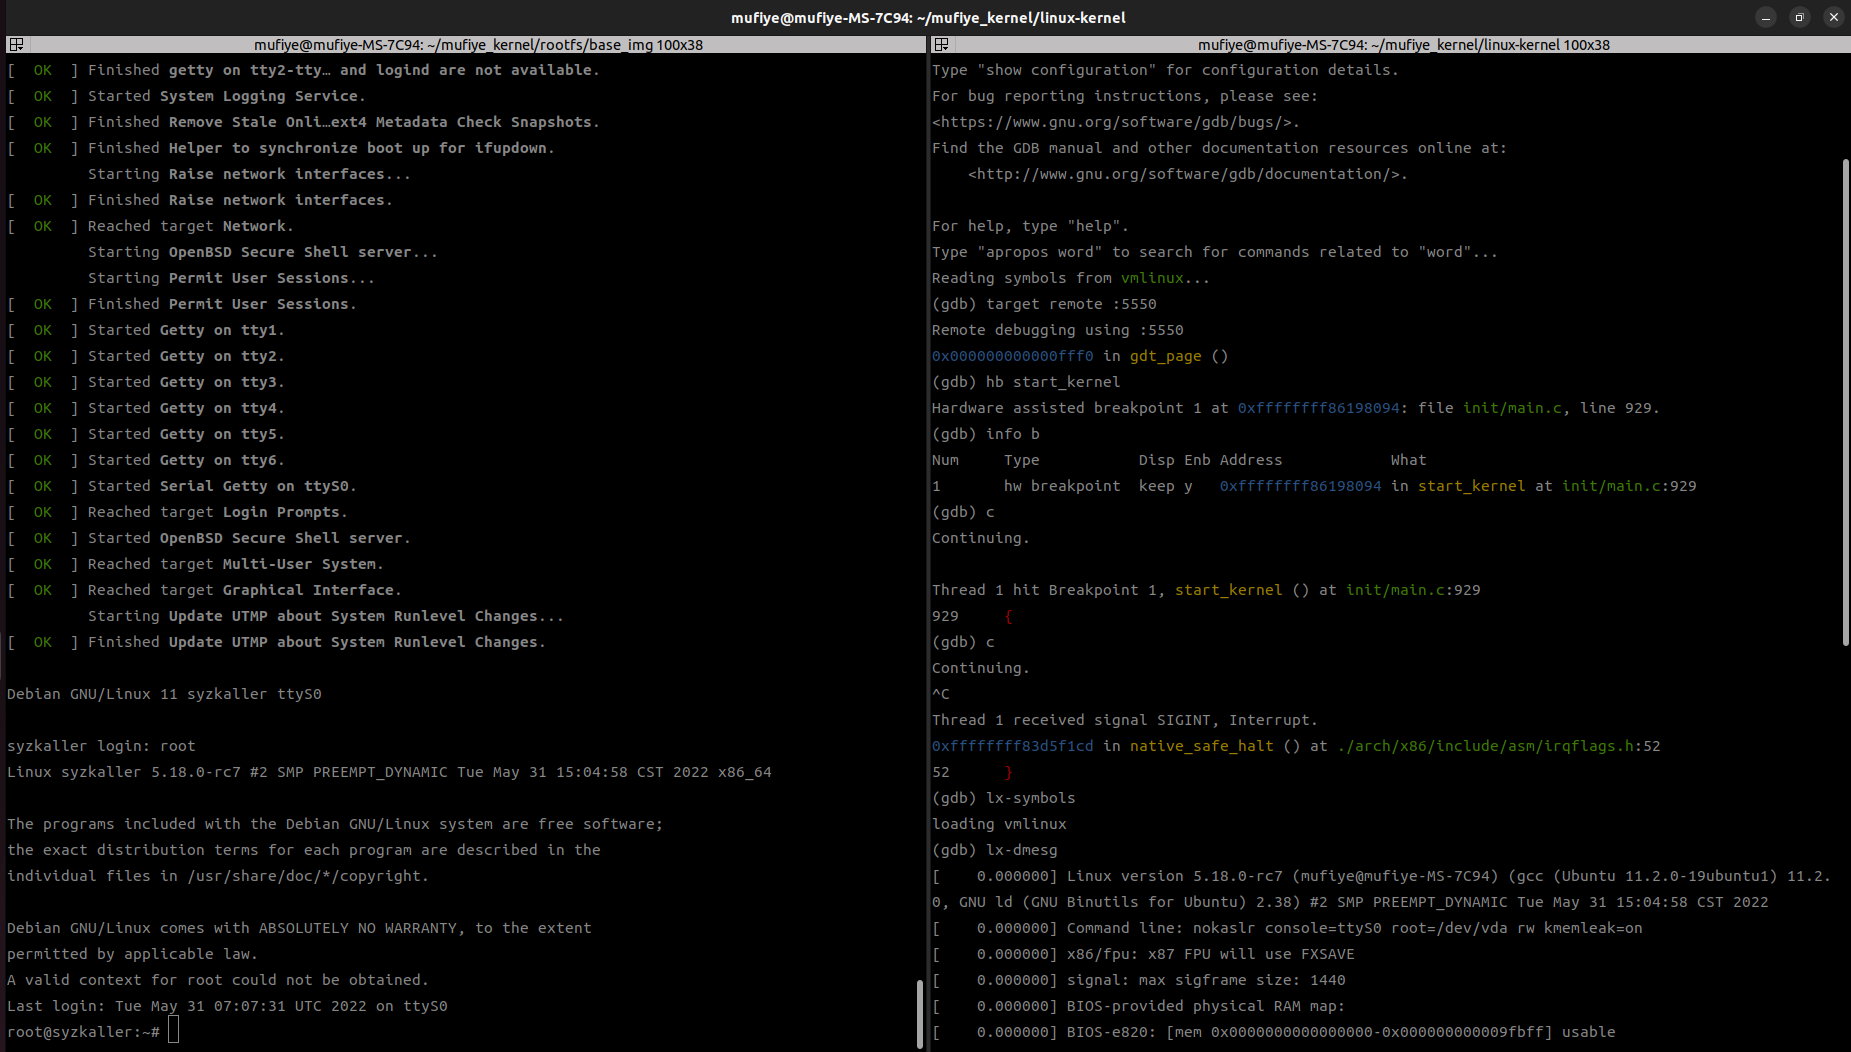 mufiye@mufiye-MS-7C94: ~/mufiye_kernel/linux-kernel
mufiye@mufiye-MS-7C94: ~/mufiye_kernel/rootfs/base_img 100x38
[  OK  ] Finished getty on tty2-tty… and logind are not available.
[  OK  ] Started System Logging Service.
[  OK  ] Finished Remove Stale Onli…ext4 Metadata Check Snapshots.
[  OK  ] Finished Helper to synchronize boot up for ifupdown.
         Starting Raise network interfaces...
[  OK  ] Finished Raise network interfaces.
[  OK  ] Reached target Network.
         Starting OpenBSD Secure Shell server...
         Starting Permit User Sessions...
[  OK  ] Finished Permit User Sessions.
[  OK  ] Started Getty on tty1.
[  OK  ] Started Getty on tty2.
[  OK  ] Started Getty on tty3.
[  OK  ] Started Getty on tty4.
[  OK  ] Started Getty on tty5.
[  OK  ] Started Getty on tty6.
[  OK  ] Started Serial Getty on ttyS0.
[  OK  ] Reached target Login Prompts.
[  OK  ] Started OpenBSD Secure Shell server.
[  OK  ] Reached target Multi-User System.
[  OK  ] Reached target Graphical Interface.
         Starting Update UTMP about System Runlevel Changes...
[  OK  ] Finished Update UTMP about System Runlevel Changes.
Debian GNU/Linux 11 syzkaller ttyS0
syzkaller login: root
Linux syzkaller 5.18.0-rc7 #2 SMP PREEMPT_DYNAMIC Tue May 31 15:04:58 CST 2022 x86_64
The programs included with the Debian GNU/Linux system are free software;
the exact distribution terms for each program are described in the
individual files in /usr/share/doc/*/copyright.
Debian GNU/Linux comes with ABSOLUTELY NO WARRANTY, to the extent
permitted by applicable law.
A valid context for root could not be obtained.
Last login: Tue May 31 07:07:31 UTC 2022 on ttyS0
root@syzkaller:~#
mufiye@mufiye-MS-7C94: ~/mufiye_kernel/linux-kernel 100x38
Type "show configuration" for configuration details.
For bug reporting instructions, please see:
<https://www.gnu.org/software/gdb/bugs/>.
Find the GDB manual and other documentation resources online at:
    <http://www.gnu.org/software/gdb/documentation/>.
For help, type "help".
Type "apropos word" to search for commands related to "word"...
Reading symbols from vmlinux...
(gdb) target remote :5550
Remote debugging using :5550
0x000000000000fff0 in gdt_page ()
(gdb) hb start_kernel
Hardware assisted breakpoint 1 at 0xffffffff86198094: file init/main.c, line 929.
(gdb) info b
Num     Type           Disp Enb Address            What
1       hw breakpoint  keep y   0xffffffff86198094 in start_kernel at init/main.c:929
(gdb) c
Continuing.
Thread 1 hit Breakpoint 1, start_kernel () at init/main.c:929
929     {
(gdb) c
Continuing.
^C
Thread 1 received signal SIGINT, Interrupt.
0xffffffff83d5f1cd in native_safe_halt () at ./arch/x86/include/asm/irqflags.h:52
52      }
(gdb) lx-symbols
loading vmlinux
(gdb) lx-dmesg
[    0.000000] Linux version 5.18.0-rc7 (mufiye@mufiye-MS-7C94) (gcc (Ubuntu 11.2.0-19ubuntu1) 11.2.
0, GNU ld (GNU Binutils for Ubuntu) 2.38) #2 SMP PREEMPT_DYNAMIC Tue May 31 15:04:58 CST 2022
[    0.000000] Command line: nokaslr console=ttyS0 root=/dev/vda rw kmemleak=on
[    0.000000] x86/fpu: x87 FPU will use FXSAVE
[    0.000000] signal: max sigframe size: 1440
[    0.000000] BIOS-provided physical RAM map:
[    0.000000] BIOS-e820: [mem 0x0000000000000000-0x000000000009fbff] usable